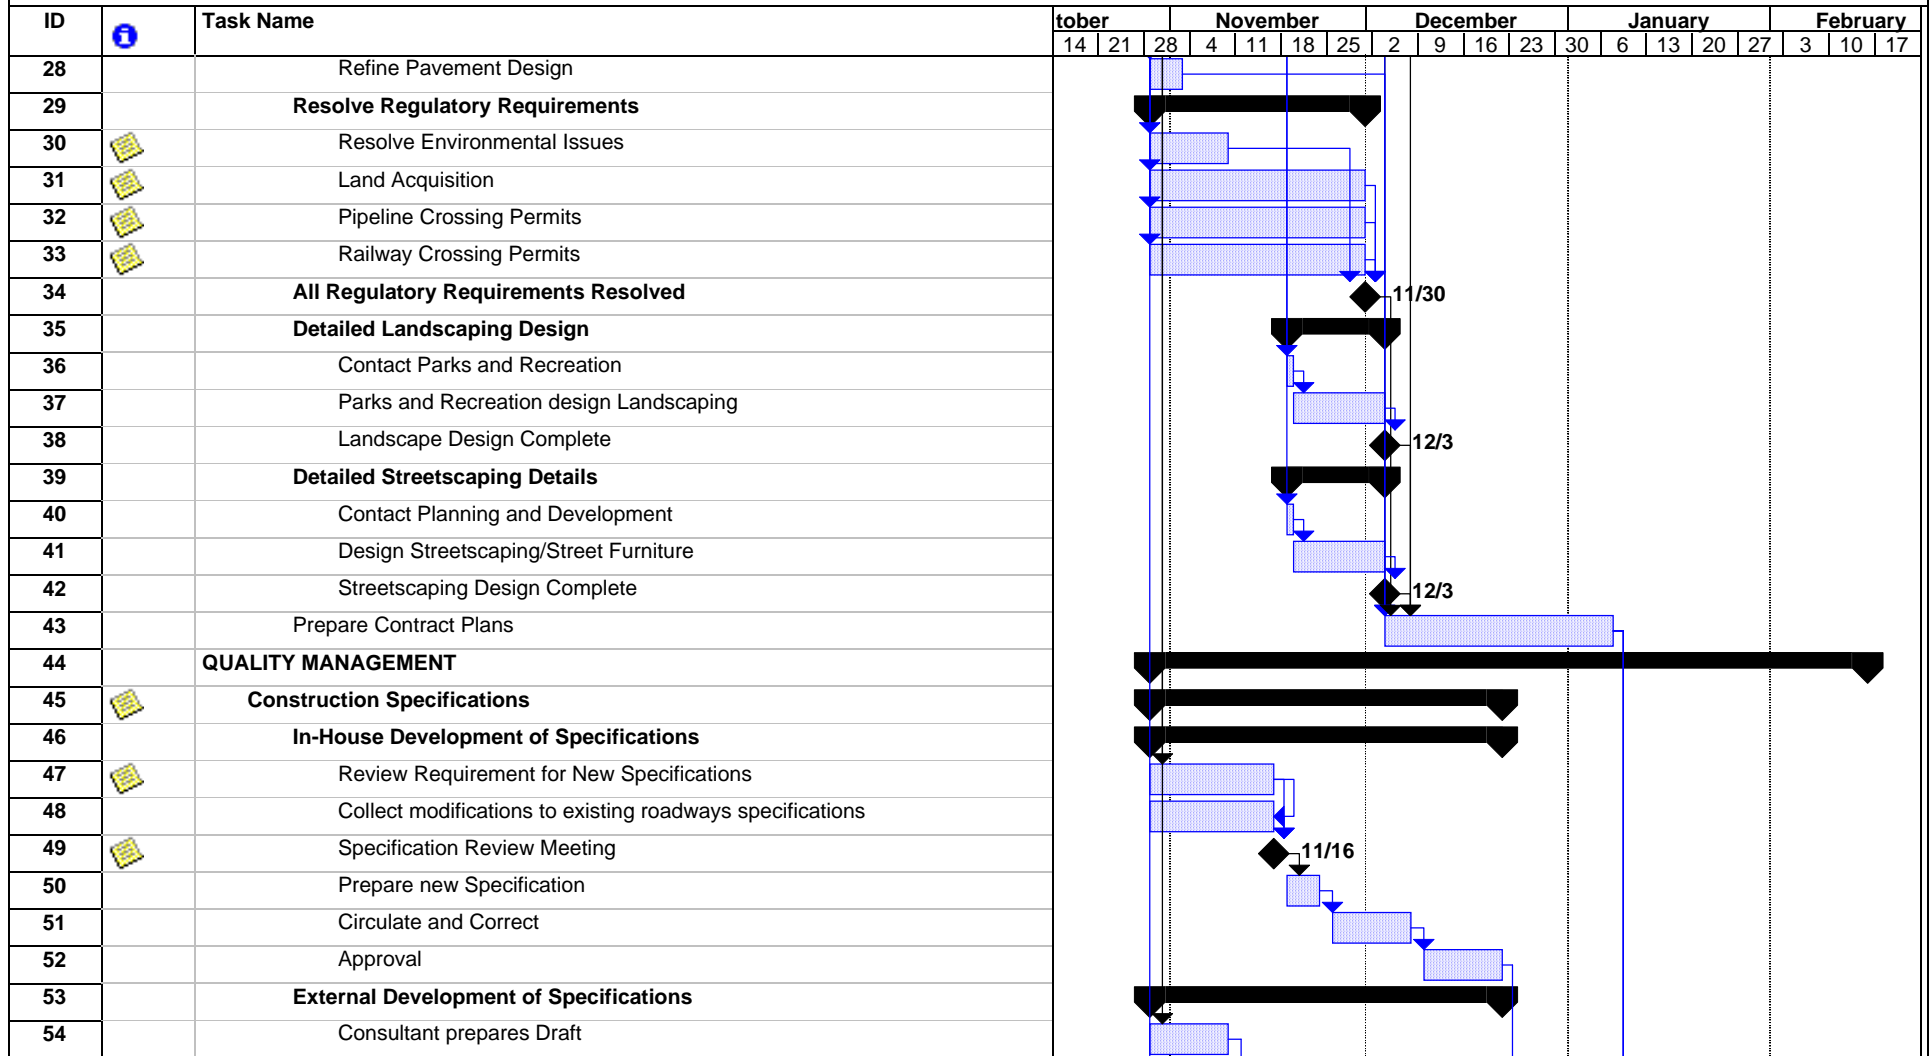 ID Task Name tober November December January February
14 21 28 4 11 18 25 2 9 16 23 30 6 13 20 27 3 10 17
28 Refine Pavement Design
29 Resolve Regulatory Requirements
30 Resolve Environmental Issues
31 Land Acquisition
32 Pipeline Crossing Permits
33 Railway Crossing Permits
34 All Regulatory Requirements Resolved 11/30
35 Detailed Landscaping Design
36 Contact Parks and Recreation
37 Parks and Recreation design Landscaping
38 Landscape Design Complete 12/3
39 Detailed Streetscaping Details
40 Contact Planning and Development
41 Design Streetscaping/Street Furniture
42 Streetscaping Design Complete 12/3
43 Prepare Contract Plans
44 QUALITY MANAGEMENT
45 Construction Specifications
46 In-House Development of Specifications
47 Review Requirement for New Specifications
48 Collect modifications to existing roadways specifications
49 Specification Review Meeting 11/16
50 Prepare new Specification
51 Circulate and Correct
52 Approval
53 External Development of Specifications
54 Consultant prepares Draft